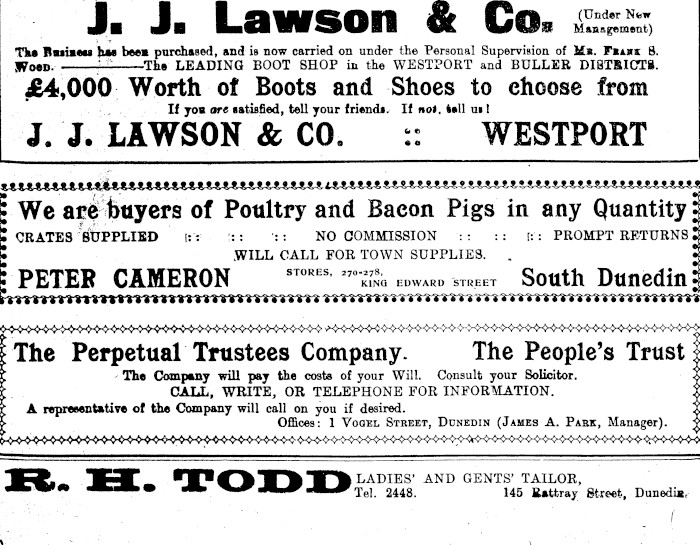 J. J. Lawson & Co. (Under New Management)
The Business has been purchased, and is now carried on under the Personal Supervision of MR. FRANK S.
WOOD. ————The LEADING BOOT SHOP in the WESTPORT and BULLER DISTRICTS.
£4,000 Worth of Boots and Shoes to choose from
If you are satisfied, tell your friends. If not, tell us!
J. J. LAWSON & CO. :: WESTPORT
We are buyers of Poultry and Bacon Pigs in any Quantity
CRATES SUPPLIED :: :: :: NO COMMISSION :: :: :: PROMPT RETURNS
WILL CALL FOR TOWN SUPPLIES.
PETER CAMERON STORES, 270-278, KING EDWARD STREET South Dunedin
The Perpetual Trustees Company. The People's Trust
The Company will pay the costs of your Will. Consult your Solicitor.
CALL, WRITE, OR TELEPHONE FOR INFORMATION.
A representative of the Company will call on you if desired.
Offices: 1 VOGEL STREET, DUNEDIN (JAMES A. PARK, Manager).
R. H. TODD LADIES' AND GENTS' TAILOR,
Tel. 2448. 145 Rattray Street, Dunedin.